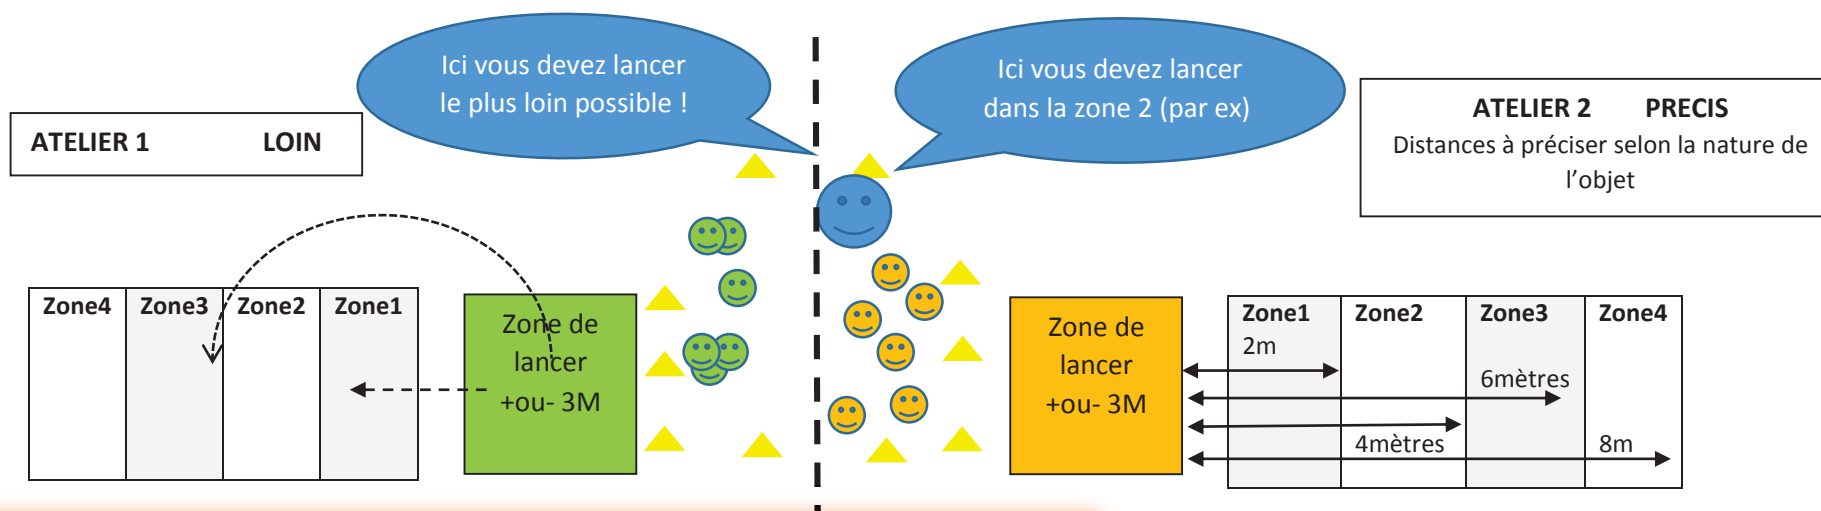 Ici vous devez lancer
le plus loin possible !
Ici vous devez lancer
dans la zone 2 (par ex)
ATELIER 1 LOIN
ATELIER 2 PRECIS
Distances à préciser selon la nature de
l'objet
Zone4 Zone3 Zone2 Zone1
Zone de
lancer
+ou- 3M
Zone de
lancer
+ou- 3M
Zone1 Zone2 Zone3 Zone4
2m
6mètres
4mètres 8m